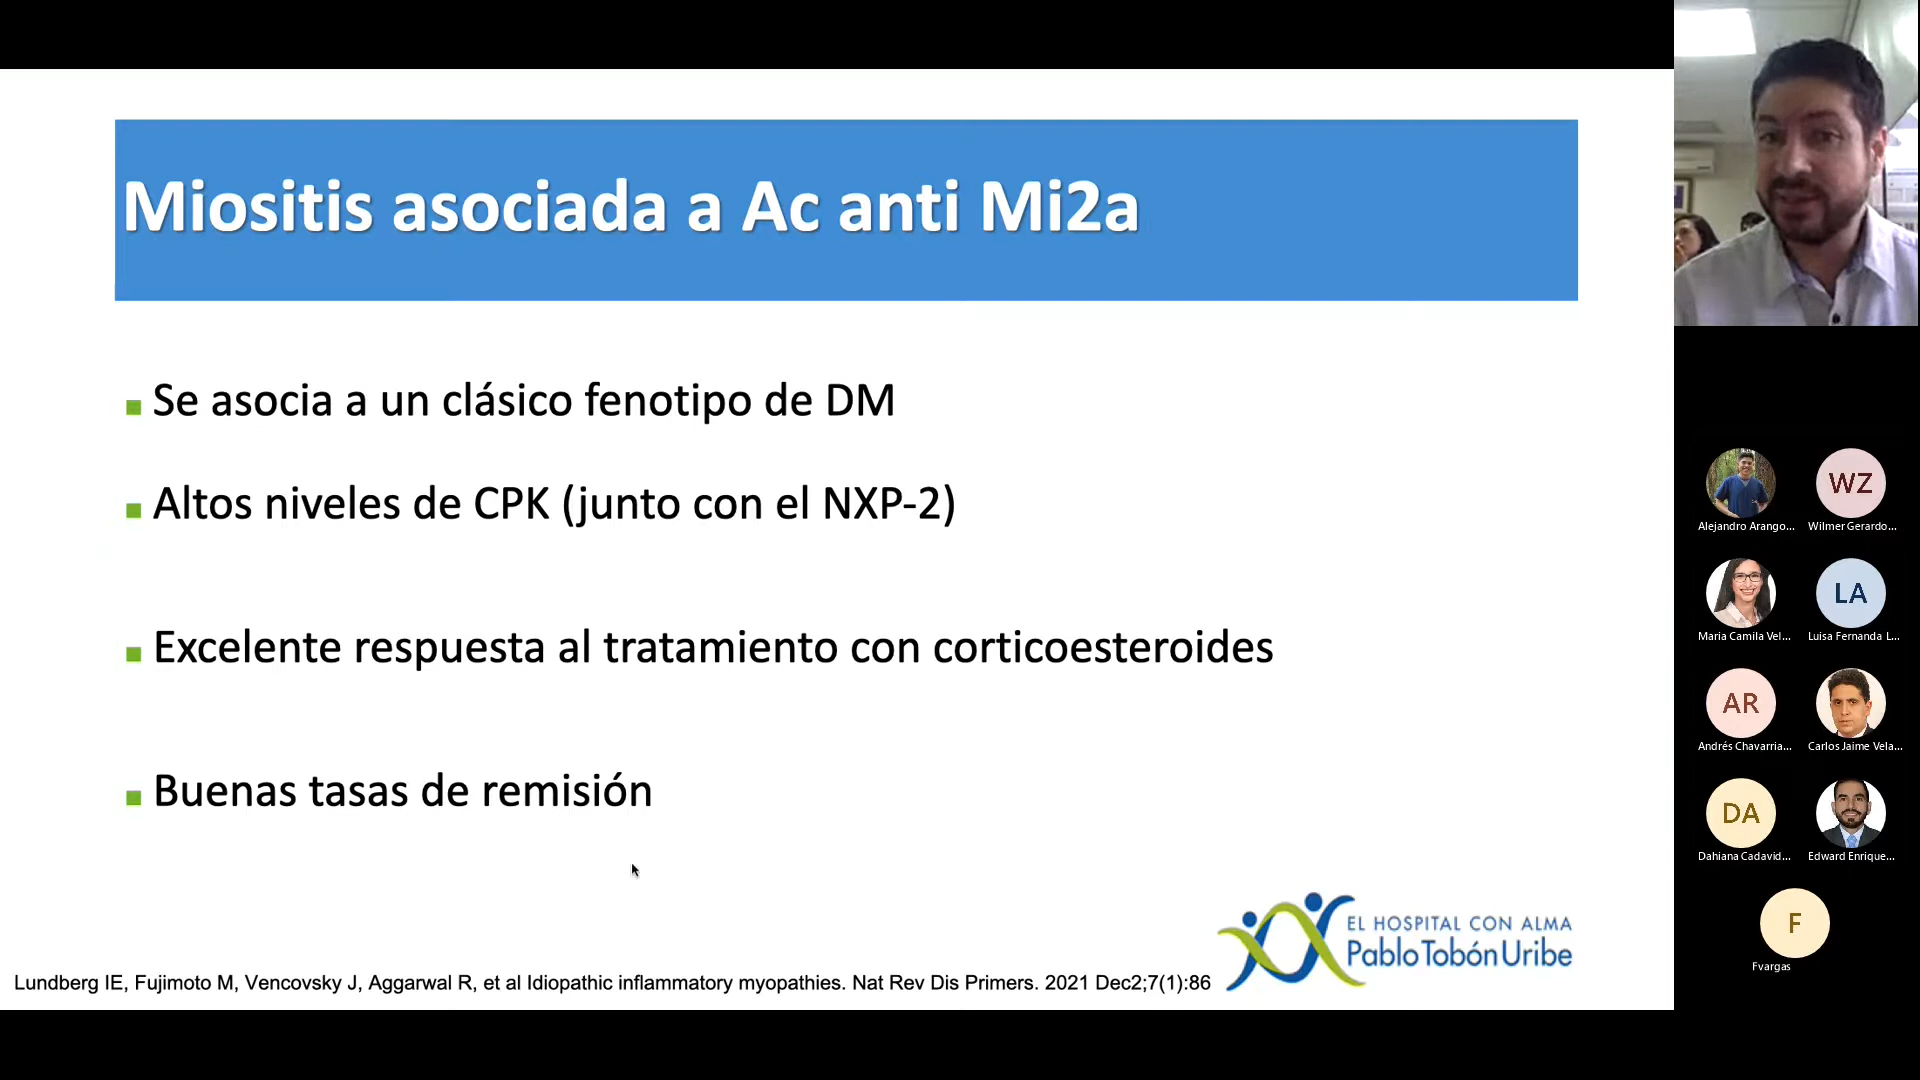 Miositis asociada a Ac anti Mi2a
Se asocia a un clásico fenotipo de DM
Altos niveles de CPK (junto con el NXP-2)
Excelente respuesta al tratamiento con corticoesteroides
Buenas tasas de remisión
EL HOSPITAL CON ALMA
Pablo Tobón Uribe
Lundberg IE, Fujimoto M, Vencovsky J, Aggarwal R, et al Idiopathic inflammatory myopathies. Nat Rev Dis Primers. 2021 Dec2;7(1):86
WZ
Alejandro Arango...
Wilmer Gerardo...
LA
Maria Camila Vel...
Luisa Fernanda L...
AR
Andrés Chavarria...
Carlos Jaime Vela...
DA
Dahiana Cadavid...
Edward Enrique...
F
Fvargas